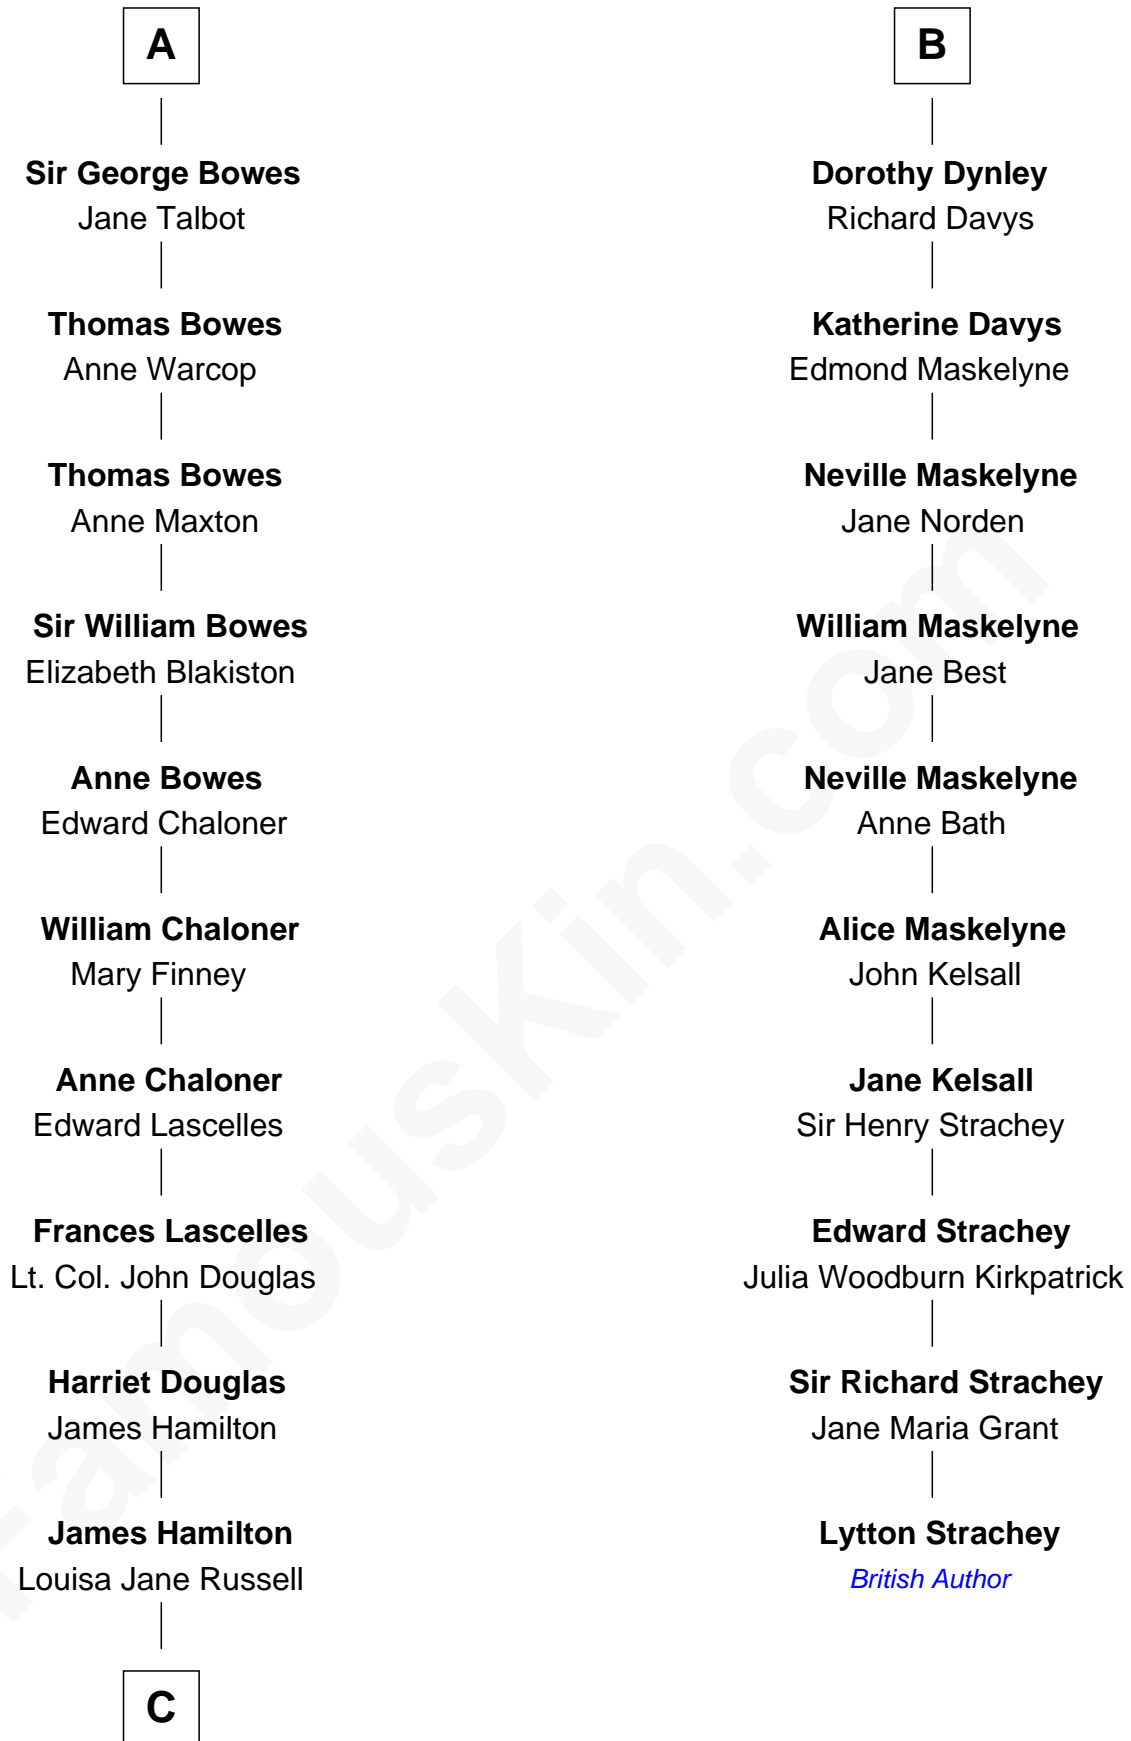 A
Sir George Bowes
Jane Talbot
Thomas Bowes
Anne Warcop
Thomas Bowes
Anne Maxton
Sir William Bowes
Elizabeth Blakiston
Anne Bowes
Edward Chaloner
William Chaloner
Mary Finney
Anne Chaloner
Edward Lascelles
Frances Lascelles
Lt. Col. John Douglas
Harriet Douglas
James Hamilton
James Hamilton
Louisa Jane Russell
C
B
Dorothy Dynley
Richard Davys
Katherine Davys
Edmond Maskelyne
Neville Maskelyne
Jane Norden
William Maskelyne
Jane Best
Neville Maskelyne
Anne Bath
Alice Maskelyne
John Kelsall
Jane Kelsall
Sir Henry Strachey
Edward Strachey
Julia Woodburn Kirkpatrick
Sir Richard Strachey
Jane Maria Grant
Lytton Strachey
British Author
FamousKin.com